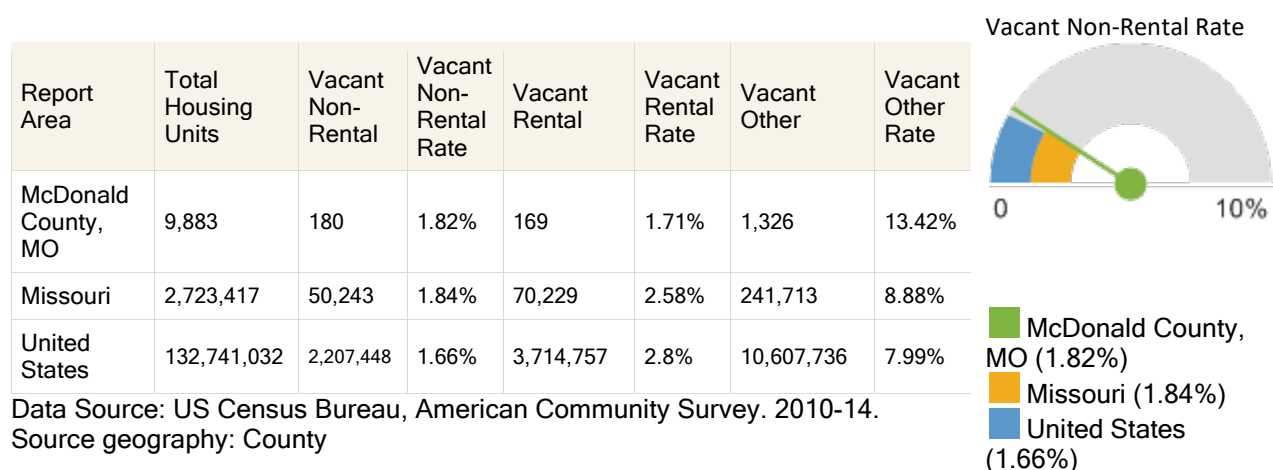 Vacant Non-Rental Rate
Report Area Total Housing Units Vacant Non-Rental Vacant Non-Rental Rate Vacant Rental Vacant Rental Rate Vacant Other Vacant Other Rate
McDonald County, MO 9,883 180 1.82% 169 1.71% 1,326 13.42%
Missouri 2,723,417 50,243 1.84% 70,229 2.58% 241,713 8.88%
United States 132,741,032 2,207,448 1.66% 3,714,757 2.8% 10,607,736 7.99%
Data Source: US Census Bureau, American Community Survey. 2010-14.
Source geography: County
0 10%
McDonald County,
MO (1.82%)
Missouri (1.84%)
United States
(1.66%)